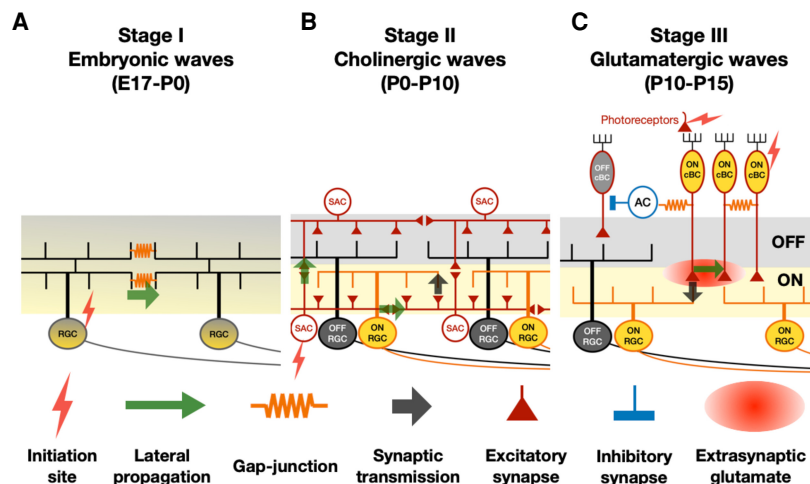 A
Stage I
Embryonic waves
(E17-P0)
B
Stage II
Cholinergic waves
(P0-P10)
C
Stage III
Glutamatergic waves
(P10-P15)
RGC
RGC
SAC
SAC
SAC
OFF
RGC
ON
RGC
SAC
OFF
RGC
ON
RGC
Photoreceptors
OFF
cBC
AC
ON
cBC
ON
cBC
ON
cBC
OFF
ON
OFF
RGC
ON
RGC
ON
RGC
Initiation
site
Lateral
propagation
Gap-junction
Synaptic
transmission
Excitatory
synapse
Inhibitory
synapse
Extrasynaptic
glutamate